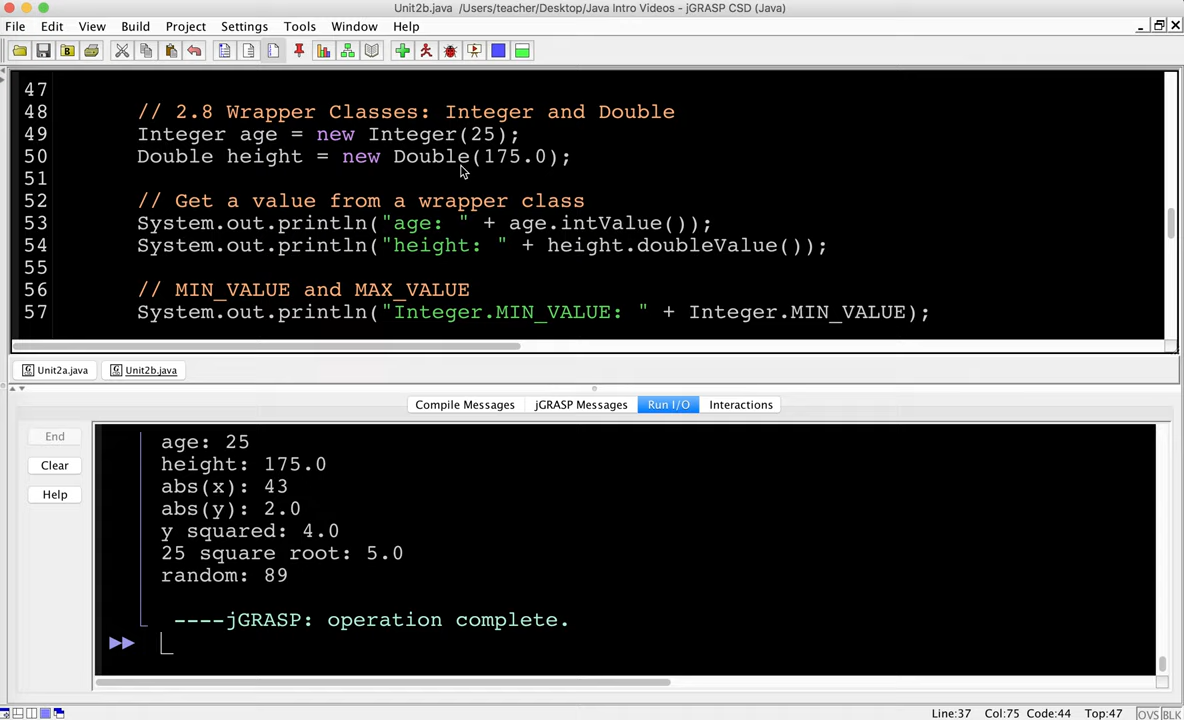 Unit2b.java /Users/teacher/Desktop/Java Intro Videos - jGRASP CSD (Java)
File Edit View Build Project Settings Tools Window Help
47
48 // 2.8 Wrapper Classes: Integer and Double
49 Integer age = new Integer(25);
50 Double height = new Double(175.0);
51
52 // Get a value from a wrapper class
53 System.out.println("age: " + age.intValue());
54 System.out.println("height: " + height.doubleValue());
55
56 // MIN_VALUE and MAX_VALUE
57 System.out.println("Integer.MIN_VALUE: " + Integer.MIN_VALUE);
Unit2a.java Unit2b.java
Compile Messages jGRASP Messages Run I/O Interactions
End
Clear
Help
age: 25
height: 175.0
abs(x): 43
abs(y): 2.0
y squared: 4.0
25 square root: 5.0
random: 89
----jGRASP: operation complete.
Line:37 Col:75 Code:44 Top:47 OVS BLK